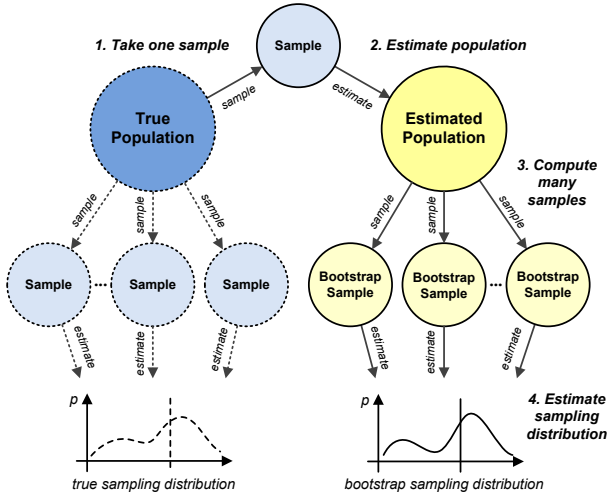 1. Take one sample
Sample
2. Estimate population
sample
estimate
True
Population
Estimated
Population
3. Compute
many
samples
sample
sample
sample
sample
sample
sample
Sample
...
Sample
Sample
Bootstrap
Sample
Bootstrap
Sample
...
Bootstrap
Sample
estimate
estimate
estimate
estimate
estimate
estimate
p
p
4. Estimate
sampling
distribution
true sampling distribution
bootstrap sampling distribution